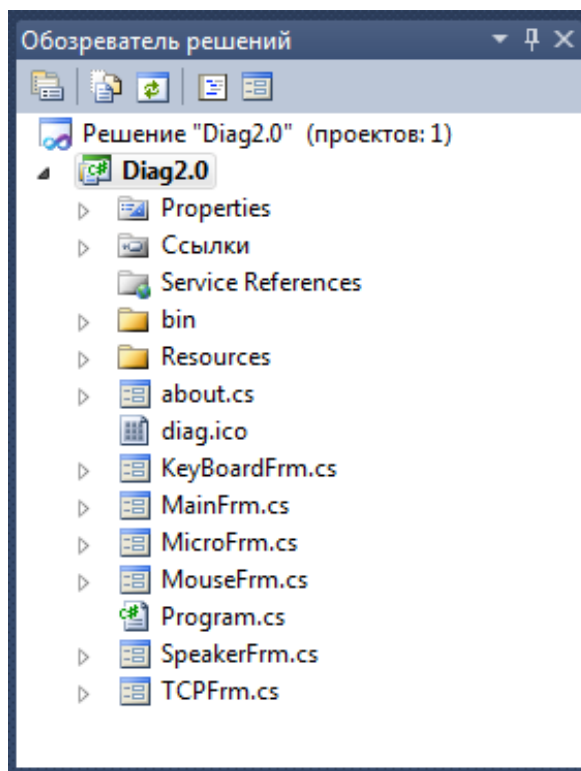 Обозреватель решений
Решение "Diag2.0" (проектов: 1)
Diag2.0
Properties
Ссылки
Service References
bin
Resources
about.cs
diag.ico
KeyBoardFrm.cs
MainFrm.cs
MicroFrm.cs
MouseFrm.cs
Program.cs
SpeakerFrm.cs
TCPFrm.cs